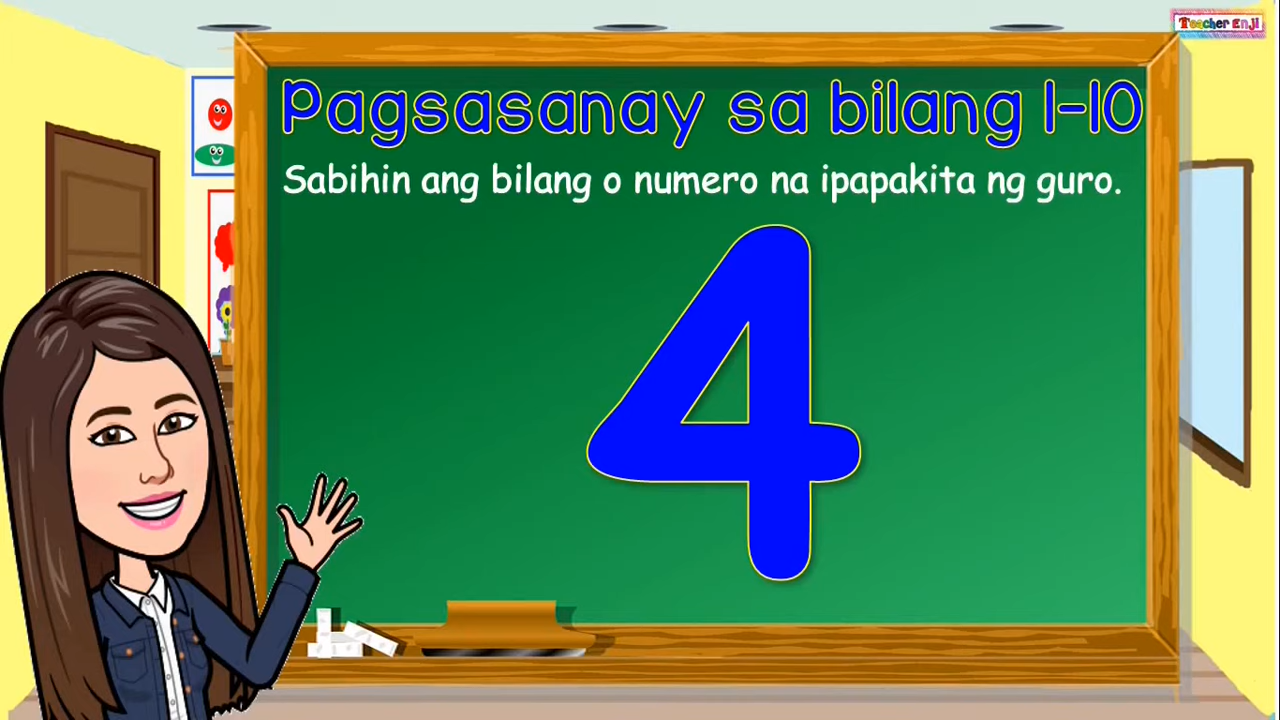 Teacher Enji
Pagsasanay sa bilang 1-10
Sabihin ang bilang o numero na ipapakita ng guro.
4